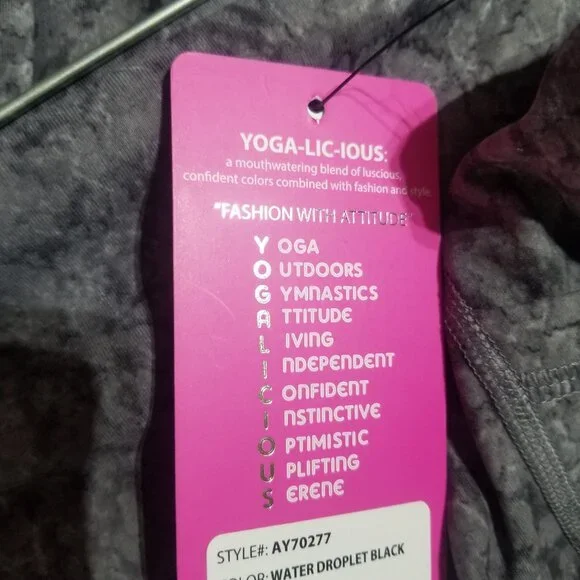 YOGA-LIC-IOUS:
a mouthwatering blend of luscious,
confident colors combined with fashion and style.
"FASHION WITH ATTITUDE"
YOGA
OUTDOORS
GYMNASTICS
ATTITUDE
LIVING
INDEPENDENT
CONFIDENT
INSTINCTIVE
OPTIMISTIC
UPLIFTING
SERENE
STYLE#: AY70277
COLOR: WATER DROPLET BLACK